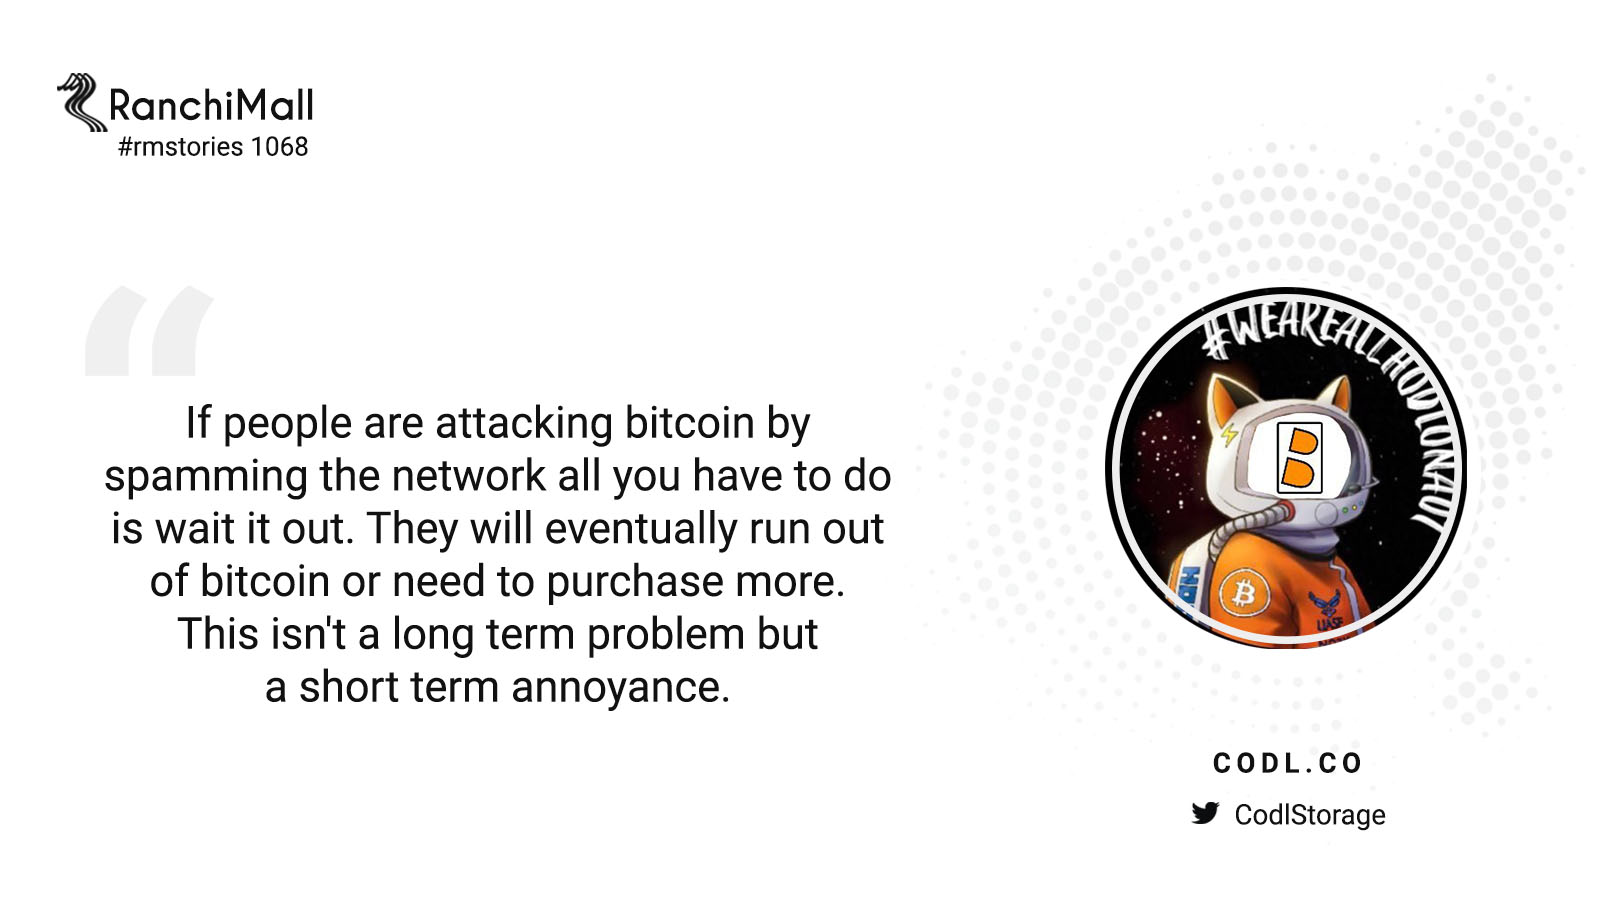 RanchiMall
#rmstories 1068
If people are attacking bitcoin by
spamming the network all you have to do
is wait it out. They will eventually run out
of bitcoin or need to purchase more.
This isn't a long term problem but
a short term annoyance.
#WEAREALLHODLONAUT
UASF
CODL.CO
CodlStorage